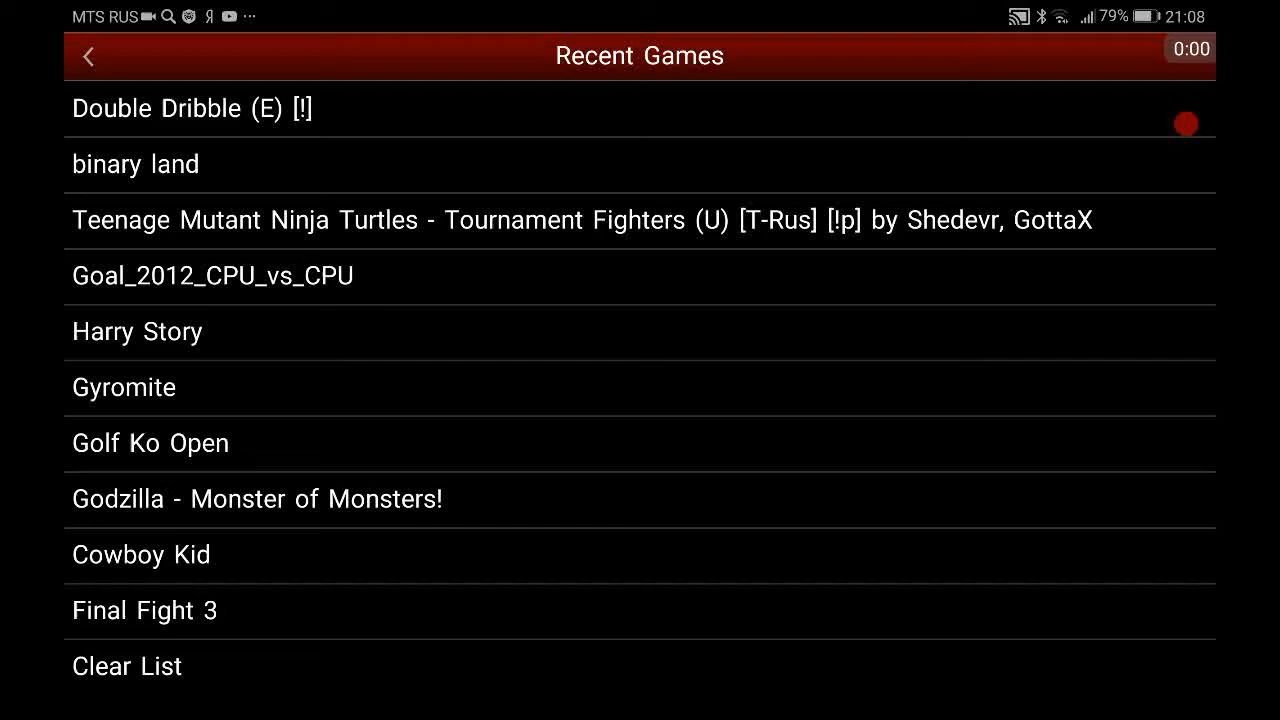 MTS RUS Я ... 79% 21:08
Recent Games
0:00
Double Dribble (E) [!]
binary land
Teenage Mutant Ninja Turtles - Tournament Fighters (U) [T-Rus] [!p] by Shedevr, GottaX
Goal_2012_CPU_vs_CPU
Harry Story
Gyromite
Golf Ko Open
Godzilla - Monster of Monsters!
Cowboy Kid
Final Fight 3
Clear List